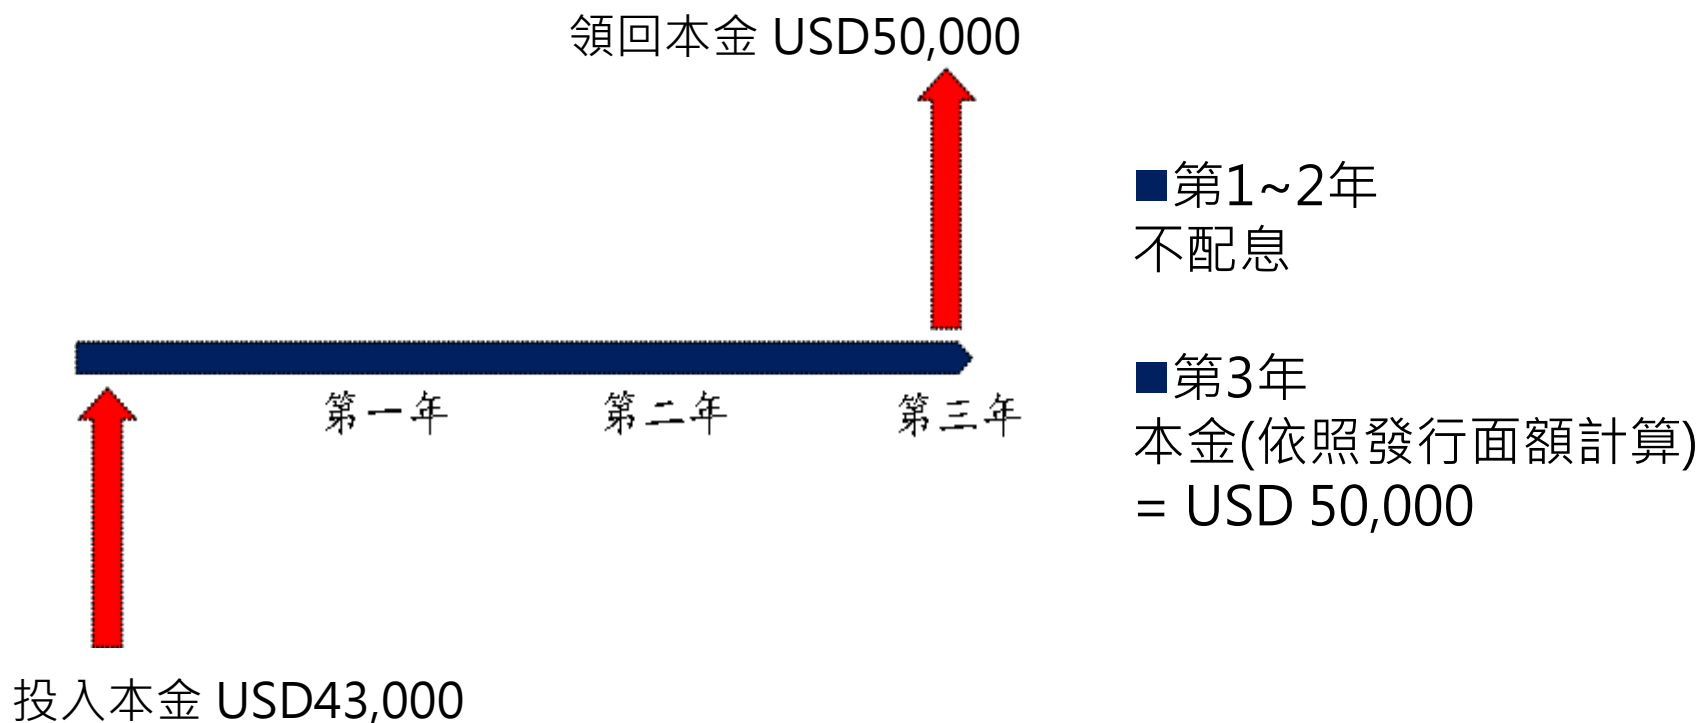 領回本金 USD50,000
■第1~2年
不配息
■第3年
本金(依照發行面額計算)
= USD 50,000
第一年
第二年
第三年
投入本金 USD43,000